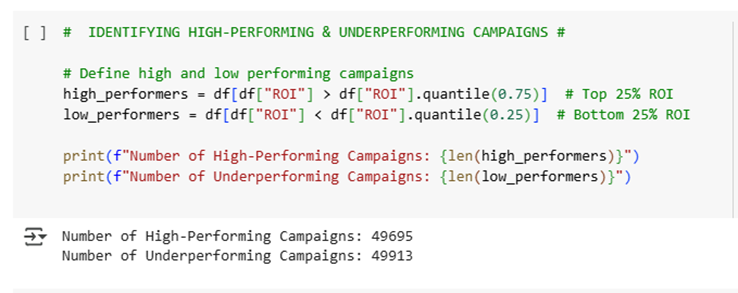 [ ] # IDENTIFYING HIGH-PERFORMING & UNDERPERFORMING CAMPAIGNS #
# Define high and low performing campaigns
high_performers = df[df["ROI"] > df["ROI"].quantile(0.75)]  # Top 25% ROI
low_performers = df[df["ROI"] < df["ROI"].quantile(0.25)]  # Bottom 25% ROI
print(f"Number of High-Performing Campaigns: {len(high_performers)}")
print(f"Number of Underperforming Campaigns: {len(low_performers)}")
Number of High-Performing Campaigns: 49695
Number of Underperforming Campaigns: 49913